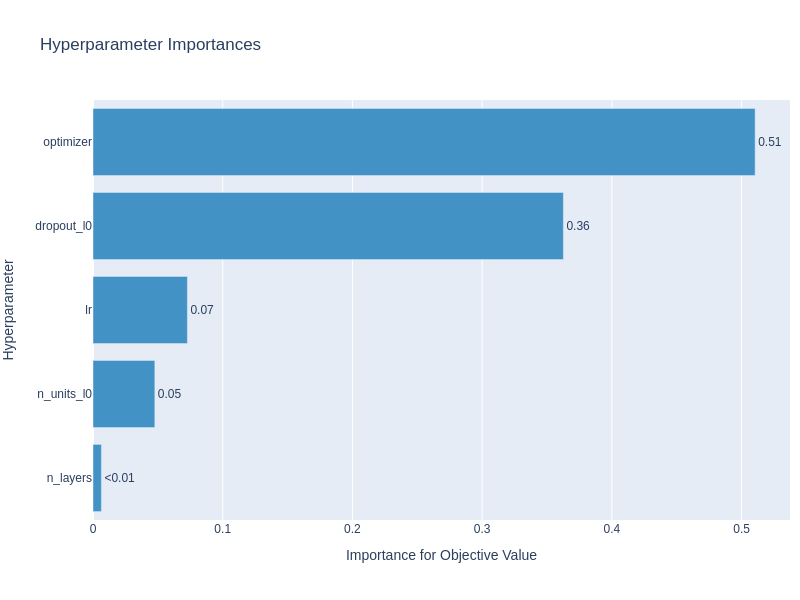 Hyperparameter Importances
optimizer
0.51
dropout_l0
0.36
lr
0.07
n_units_l0
0.05
n_layers
<0.01
0
0.1
0.2
0.3
0.4
0.5
Importance for Objective Value
Hyperparameter